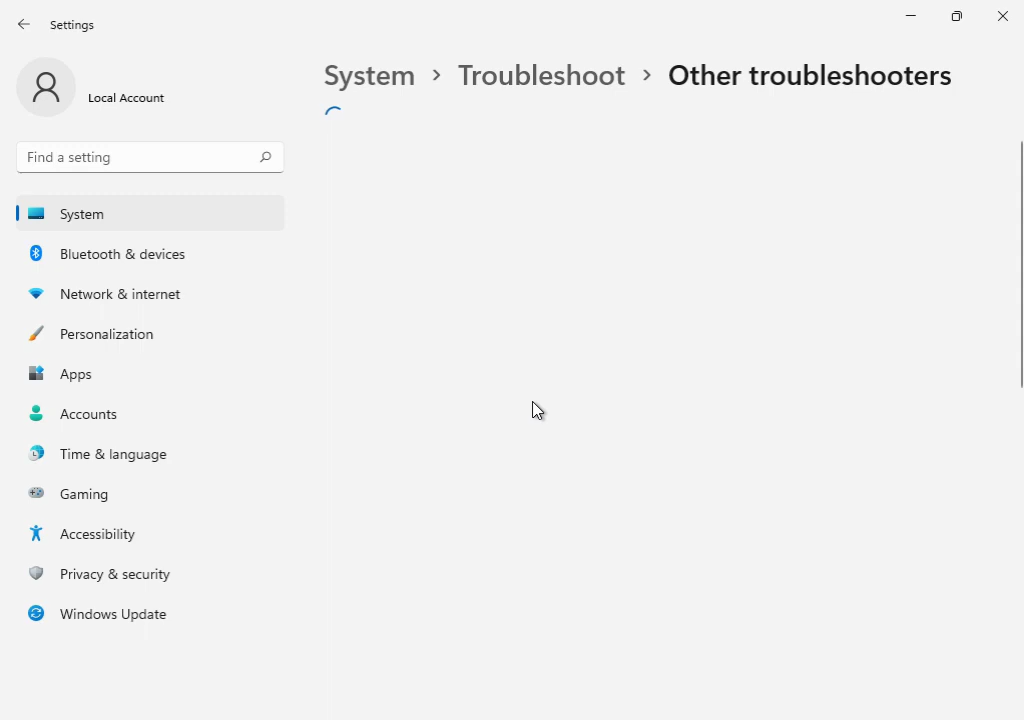 Settings
Local Account
Find a setting
System
Bluetooth & devices
Network & internet
Personalization
Apps
Accounts
Time & language
Gaming
Accessibility
Privacy & security
Windows Update
System › Troubleshoot › Other troubleshooters